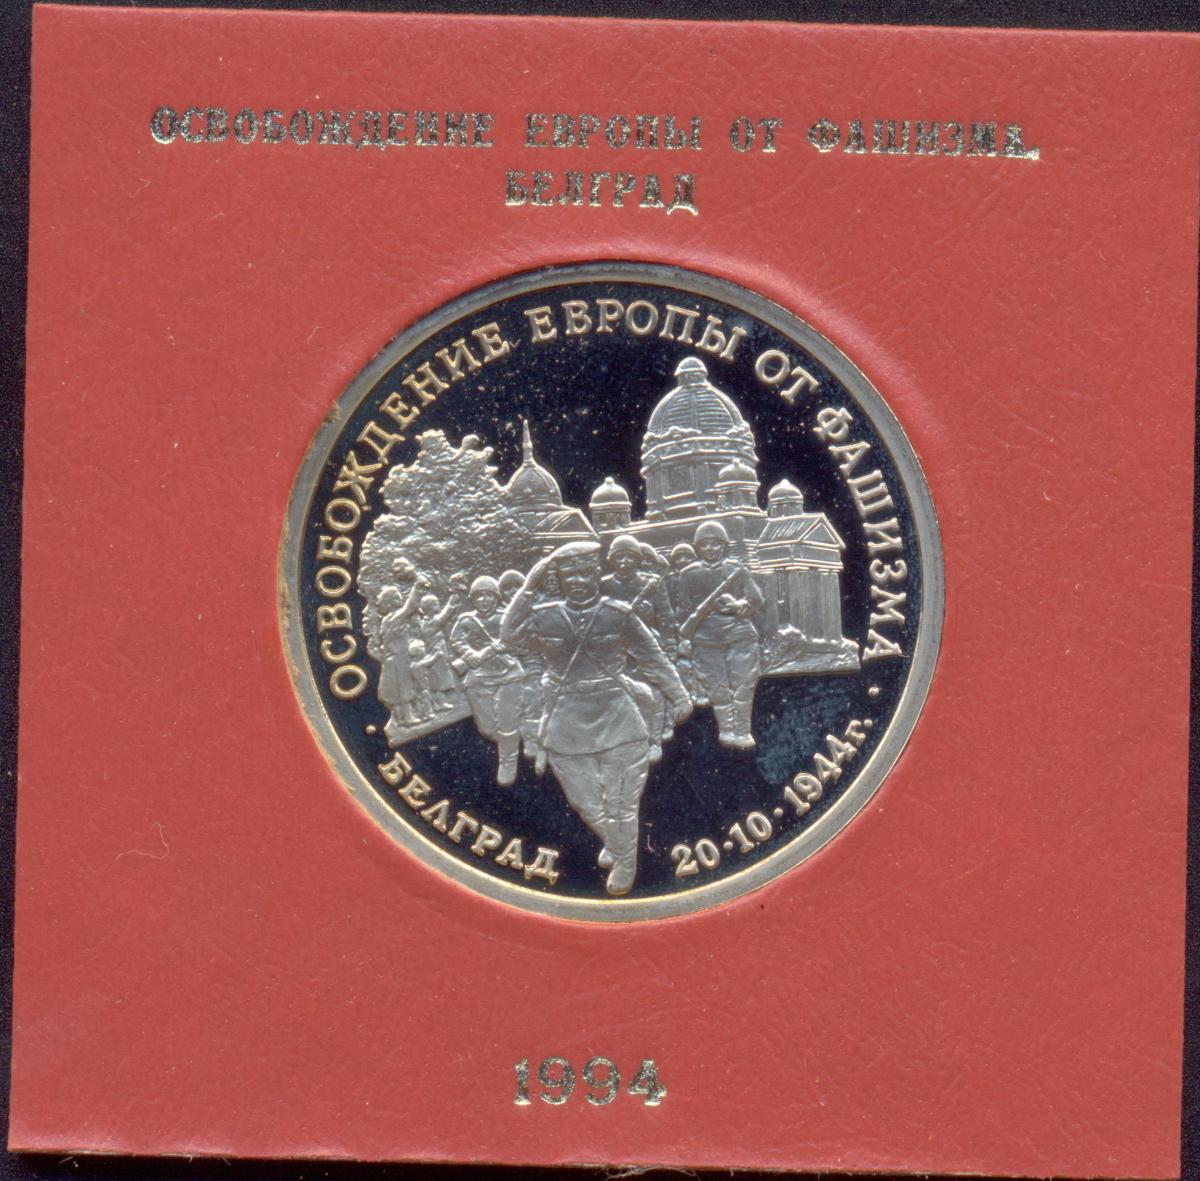 ОСВОБОЖДЕНИЕ ЕВРОПЫ ОТ ФАШИЗМА.
БЕЛГРАД
ОСВОБОЖДЕНИЕ ЕВРОПЫ ОТ ФАШИЗМА
· БЕЛГРАД 20·10·1944г. ·
1994